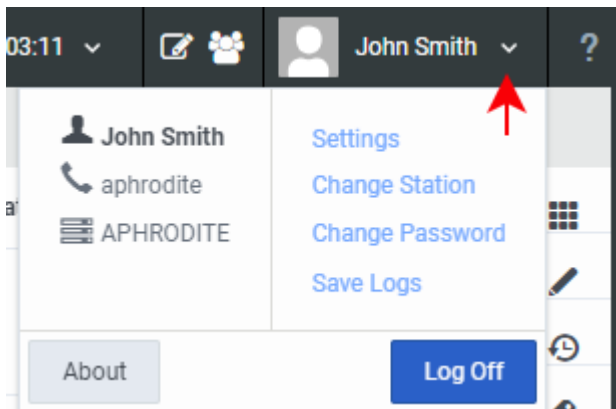 03:11
John Smith
?
John Smith
aphrodite
APHRODITE
Settings
Change Station
Change Password
Save Logs
About
Log Off